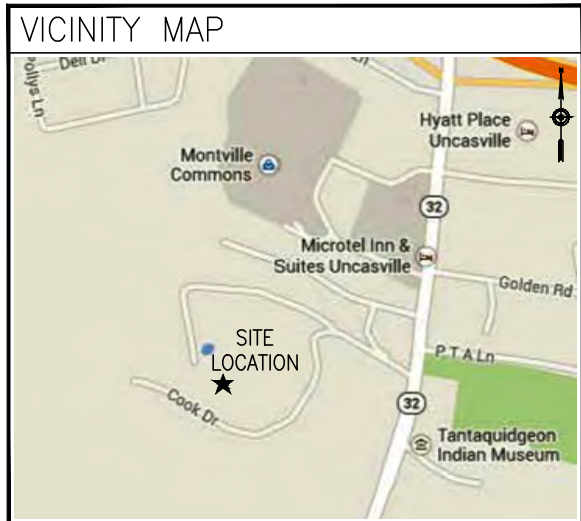 VICINITY MAP
Pollys Ln
Dell Dr
Ln
N
Hyatt Place
Uncasville
Montville
Commons
32
Microtel Inn &
Suites Uncasville
Golden Rd
SITE
LOCATION
P T A Ln
Cook Dr
32
Tantaquidgeon
Indian Museum